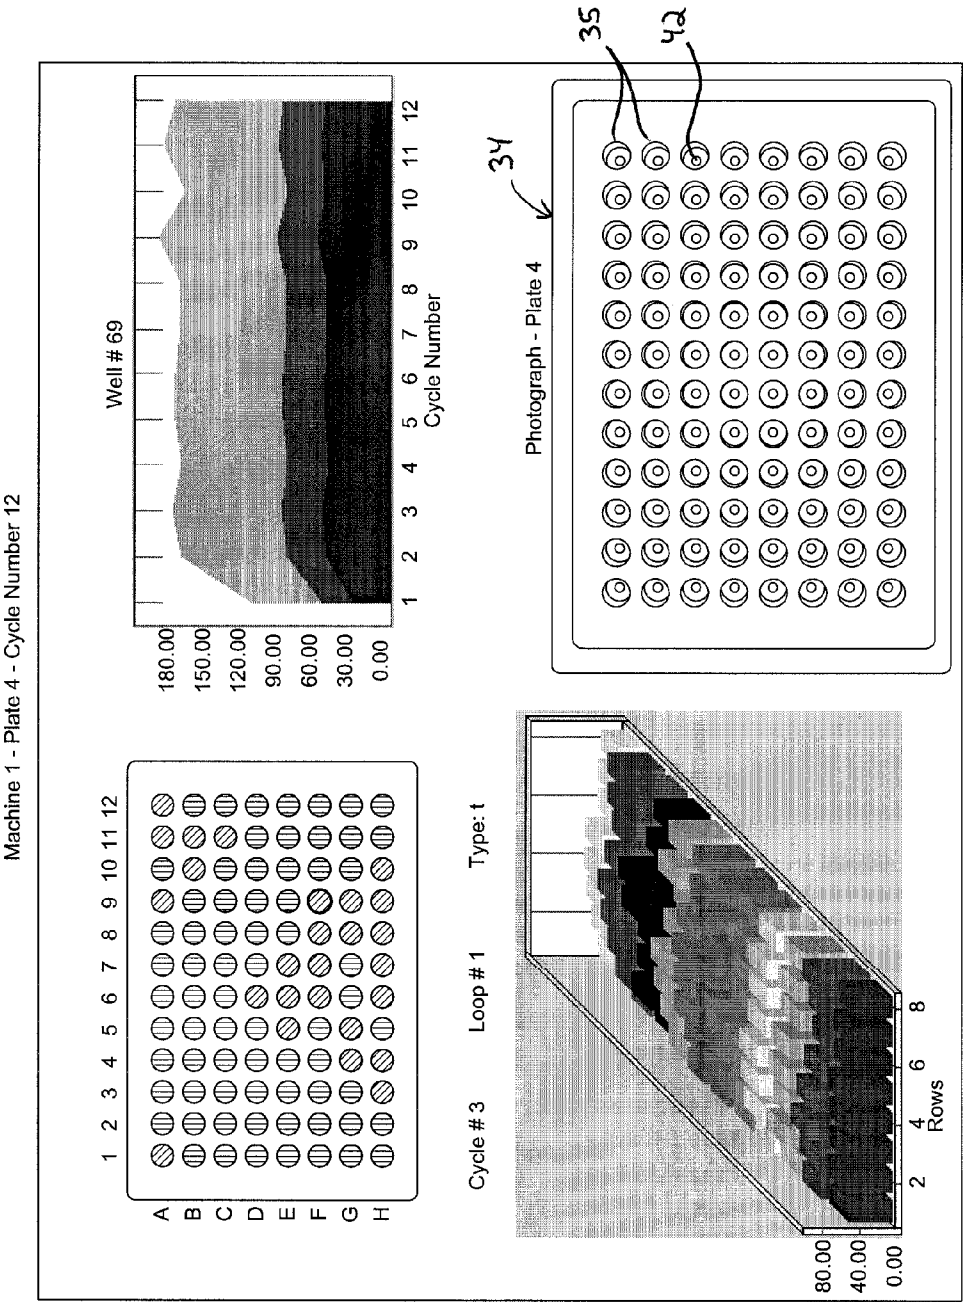 Machine 1 - Plate 4 - Cycle Number 12
1 2 3 4 5 6 7 8 9 10 11 12
A
B
C
D
E
F
G
H
Well # 69
180.00
150.00
120.00
90.00
60.00
30.00
0.00
1 2 3 4 5 6 7 8 9 10 11 12
Cycle Number
Cycle # 3 Loop # 1 Type: t
80.00
40.00
0.00
2 4 6 8
Rows
Photograph - Plate 4
34
35
42